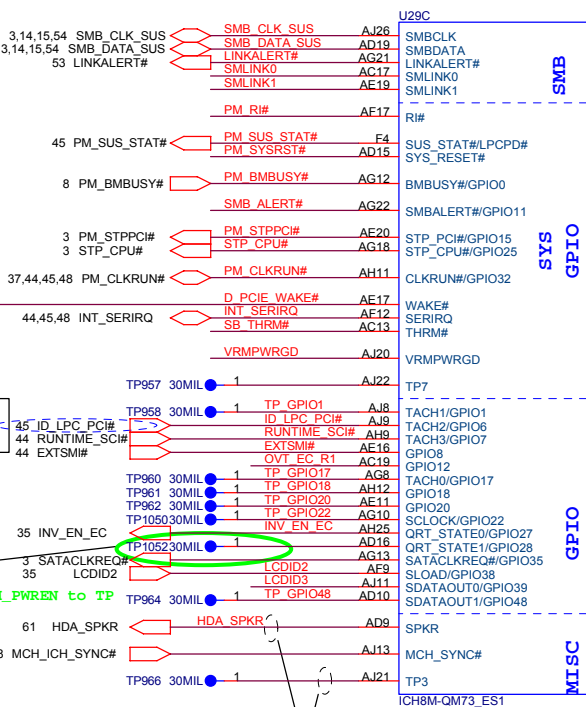 U29C
3,14,15,54 SMB_CLK_SUS SMB_CLK_SUS AJ26 SMBCLK
3,14,15,54 SMB_DATA_SUS SMB_DATA_SUS AD19 SMBDATA
53 LINKALERT# LINKALERT# AG21 LINKALERT#
SMLINK0 AC17 SMLINK0
SMLINK1 AE19 SMLINK1
SMB
PM_RI# AF17 RI#
45 PM_SUS_STAT# PM_SUS_STAT# F4 SUS_STAT#/LPCPD#
PM_SYSRST# AD15 SYS_RESET#
8 PM_BMBUSY# PM_BMBUSY# AG12 BMBUSY#/GPIO0
SMB_ALERT# AG22 SMBALERT#/GPIO11
3 PM_STPPCI# PM_STPPCI# AE20 STP_PCI#/GPIO15
3 STP_CPU# STP_CPU# AG18 STP_CPU#/GPIO25
SYS
GPIO
37,44,45,48 PM_CLKRUN# PM_CLKRUN# AH11 CLKRUN#/GPIO32
D_PCIE_WAKE# AE17 WAKE#
44,45,48 INT_SERIRQ INT_SERIRQ AF12 SERIRQ
SB_THRM# AC13 THRM#
VRMPWRGD AJ20 VRMPWRGD
TP957 30MIL 1 AJ22 TP7
TP958 30MIL 1 TP_GPIO1 AJ8 TACH1/GPIO1
45 ID_LPC_PCI# ID_LPC_PCI# AJ9 TACH2/GPIO6
44 RUNTIME_SCI# RUNTIME_SCI# AH9 TACH3/GPIO7
44 EXTSMI# EXTSMI# AE16 GPIO8
OVT_EC_R1 AC19 GPIO12
TP960 30MIL 1 TP_GPIO17 AG8 TACH0/GPIO17
TP961 30MIL 1 TP_GPIO18 AH12 GPIO18
TP962 30MIL 1 TP_GPIO20 AE11 GPIO20
TP1050 30MIL 1 TP_GPIO22 AG10 SCLOCK/GPIO22
35 INV_EN_EC INV_EN_EC AH25 QRT_STATE0/GPIO27
TP1052 30MIL 1 AD16 QRT_STATE1/GPIO28
3 SATACLKREQ# AG13 SATACLKREQ#/GPIO35
35 LCDID2 LCDID2 AF9 SLOAD/GPIO38
LCDID3 AJ11 SDATAOUT0/GPIO39
_PWREN to TP TP964 30MIL 1 TP_GPIO48 AD10 SDATAOUT1/GPIO48
GPIO
61 HDA_SPKR HDA_SPKR AD9 SPKR
MCH_ICH_SYNC# AJ13 MCH_SYNC#
TP966 30MIL 1 AJ21 TP3
MISC
ICH8M-QM73_ES1